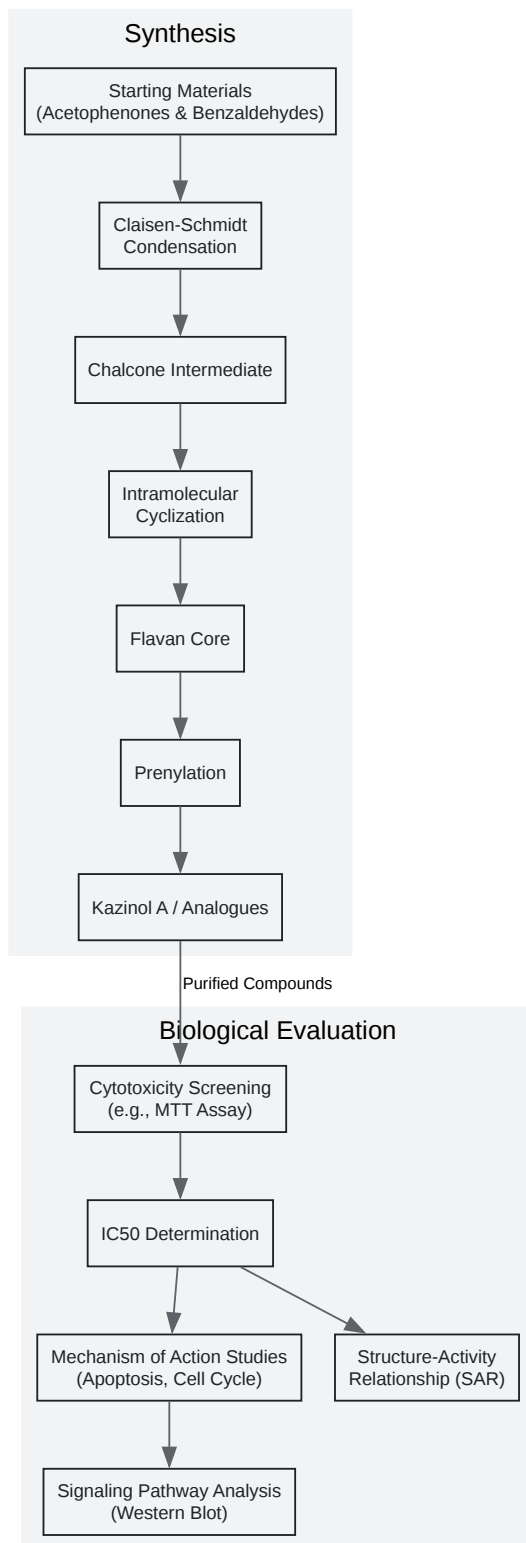 Synthesis
Starting Materials
(Acetophenones & Benzaldehydes)
Claisen-Schmidt
Condensation
Chalcone Intermediate
Intramolecular
Cyclization
Flavan Core
Prenylation
Kazinol A / Analogues
Purified Compounds
Biological Evaluation
Cytotoxicity Screening
(e.g., MTT Assay)
IC50 Determination
Mechanism of Action Studies
(Apoptosis, Cell Cycle)
Structure-Activity
Relationship (SAR)
Signaling Pathway Analysis
(Western Blot)